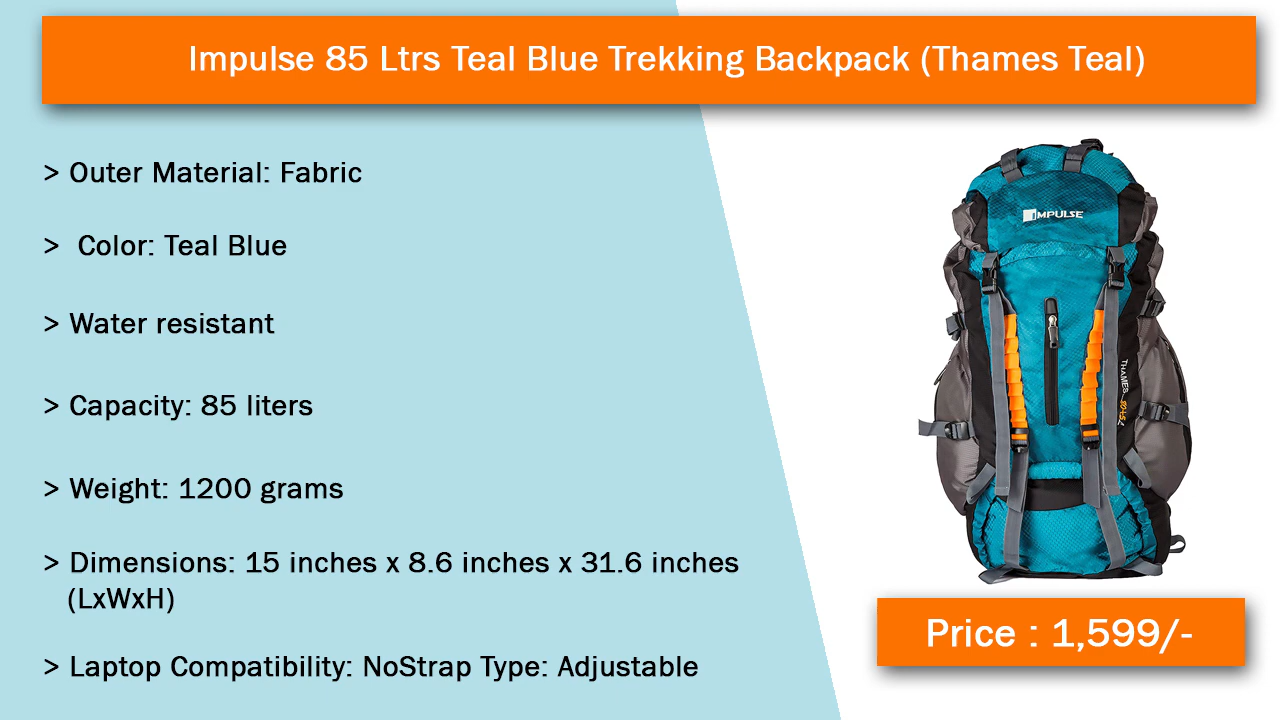 Impulse 85 Ltrs Teal Blue Trekking Backpack (Thames Teal)
> Outer Material: Fabric
> Color: Teal Blue
> Water resistant
> Capacity: 85 liters
> Weight: 1200 grams
> Dimensions: 15 inches x 8.6 inches x 31.6 inches
(LxWxH)
> Laptop Compatibility: NoStrap Type: Adjustable
IMPULSE
THAMES
Price : 1,599/-